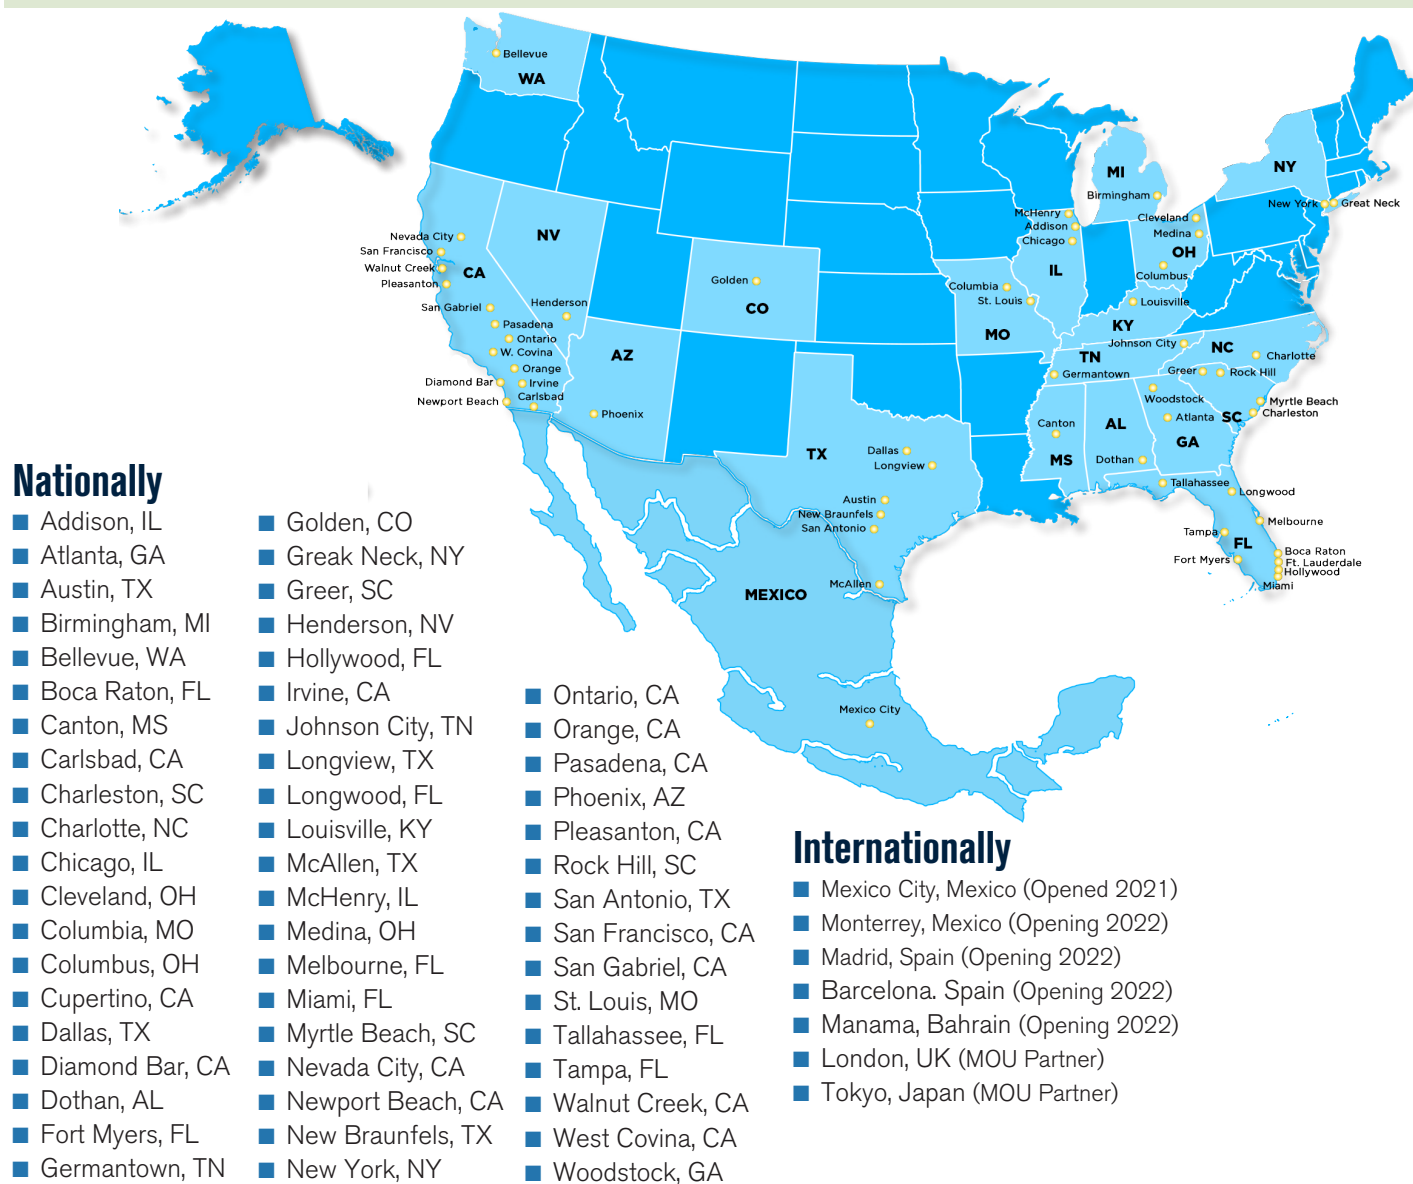 Bellevue
WA
MI
Birmingham
NY
New York
Great Neck
McHenry
Addison
Chicago
IL
Cleveland
Medina
OH
Columbus
Nevada City
San Francisco
Walnut Creek
Pleasanton
CA
NV
Henderson
San Gabriel
Pasadena
Ontario
W. Covina
Orange
Diamond Bar
Irvine
Carlsbad
Newport Beach
Golden
CO
AZ
Phoenix
Columbia
St. Louis
MO
Louisville
KY
Johnson City
TN
Germantown
NC
Charlotte
Greer
Rock Hill
Woodstock
Myrtle Beach
Charleston
SC
Atlanta
GA
Canton
MS
AL
Dothan
TX
Dallas
Longview
Austin
New Braunfels
San Antonio
McAllen
Tallahassee
Longwood
Melbourne
Tampa
FL
Fort Myers
Boca Raton
Ft. Lauderdale
Hollywood
Miami
MEXICO
Mexico City
Nationally
Addison, IL
Atlanta, GA
Austin, TX
Birmingham, MI
Bellevue, WA
Boca Raton, FL
Canton, MS
Carlsbad, CA
Charleston, SC
Charlotte, NC
Chicago, IL
Cleveland, OH
Columbia, MO
Columbus, OH
Cupertino, CA
Dallas, TX
Diamond Bar, CA
Dothan, AL
Fort Myers, FL
Germantown, TN
Golden, CO
Greak Neck, NY
Greer, SC
Henderson, NV
Hollywood, FL
Irvine, CA
Johnson City, TN
Longview, TX
Longwood, FL
Louisville, KY
McAllen, TX
McHenry, IL
Medina, OH
Melbourne, FL
Miami, FL
Myrtle Beach, SC
Nevada City, CA
Newport Beach, CA
New Braunfels, TX
New York, NY
Ontario, CA
Orange, CA
Pasadena, CA
Phoenix, AZ
Pleasanton, CA
Rock Hill, SC
San Antonio, TX
San Francisco, CA
San Gabriel, CA
St. Louis, MO
Tallahassee, FL
Tampa, FL
Walnut Creek, CA
West Covina, CA
Woodstock, GA
Internationally
Mexico City, Mexico (Opened 2021)
Monterrey, Mexico (Opening 2022)
Madrid, Spain (Opening 2022)
Barcelona. Spain (Opening 2022)
Manama, Bahrain (Opening 2022)
London, UK (MOU Partner)
Tokyo, Japan (MOU Partner)